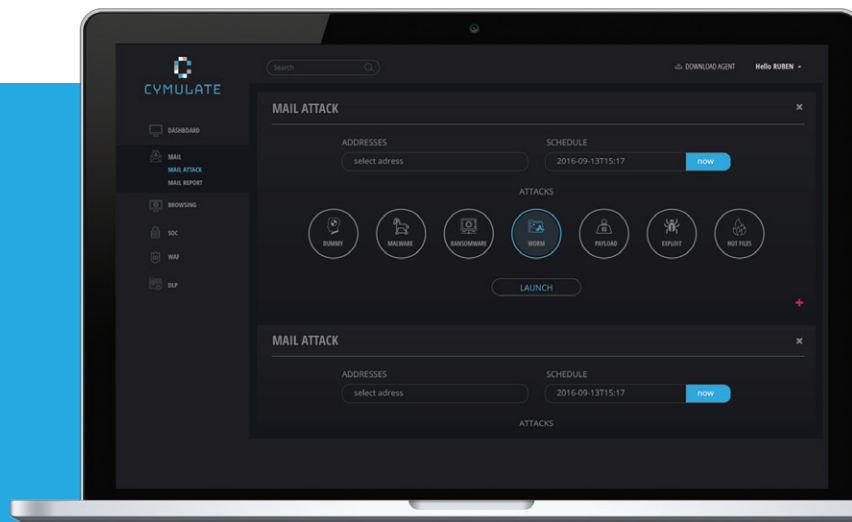 CYMULATE
Search
DOWNLOAD AGENT
Hello RUBEN
DASHBOARD
MAIL
MAIL ATTACK
MAIL REPORT
BROWSING
SOC
WAF
DLP
MAIL ATTACK
ADDRESSES
SCHEDULE
select adress
2016-09-13T15:17
now
ATTACKS
DUMMY
MALWARE
RANSOMWARE
WORM
PAYLOAD
EXPLOIT
HOT FILES
LAUNCH
MAIL ATTACK
ADDRESSES
SCHEDULE
select adress
2016-09-13T15:17
now
ATTACKS